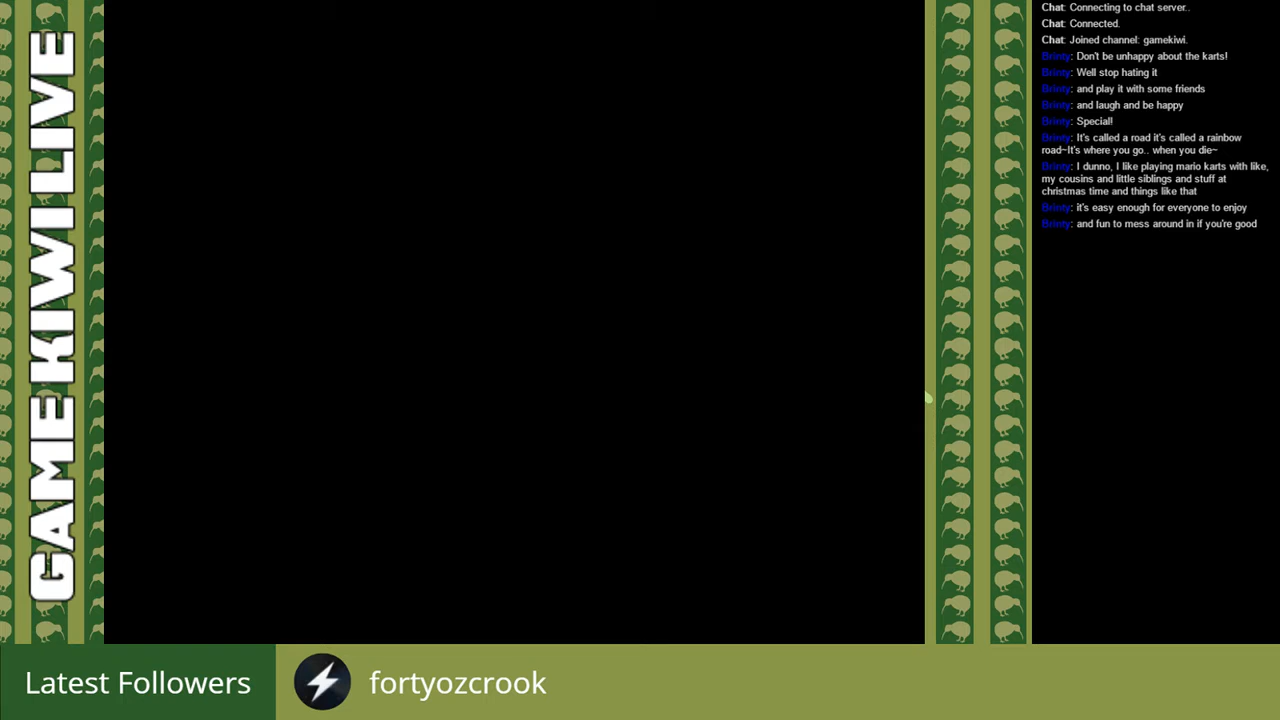 GAMEKIWILIVE
Chat: Connecting to chat server..
Chat: Connected.
Chat: Joined channel: gamekiwi.
Brinty: Don't be unhappy about the karts!
Brinty: Well stop hating it
Brinty: and play it with some friends
Brinty: and laugh and be happy
Brinty: Special!
Brinty: It's called a road it's called a rainbow
road~It's where you go.. when you die~
Brinty: I dunno, I like playing mario karts with like,
my cousins and little siblings and stuff at
christmas time and things like that
Brinty: it's easy enough for everyone to enjoy
Brinty: and fun to mess around in if you're good
Latest Followers
fortyozcrook